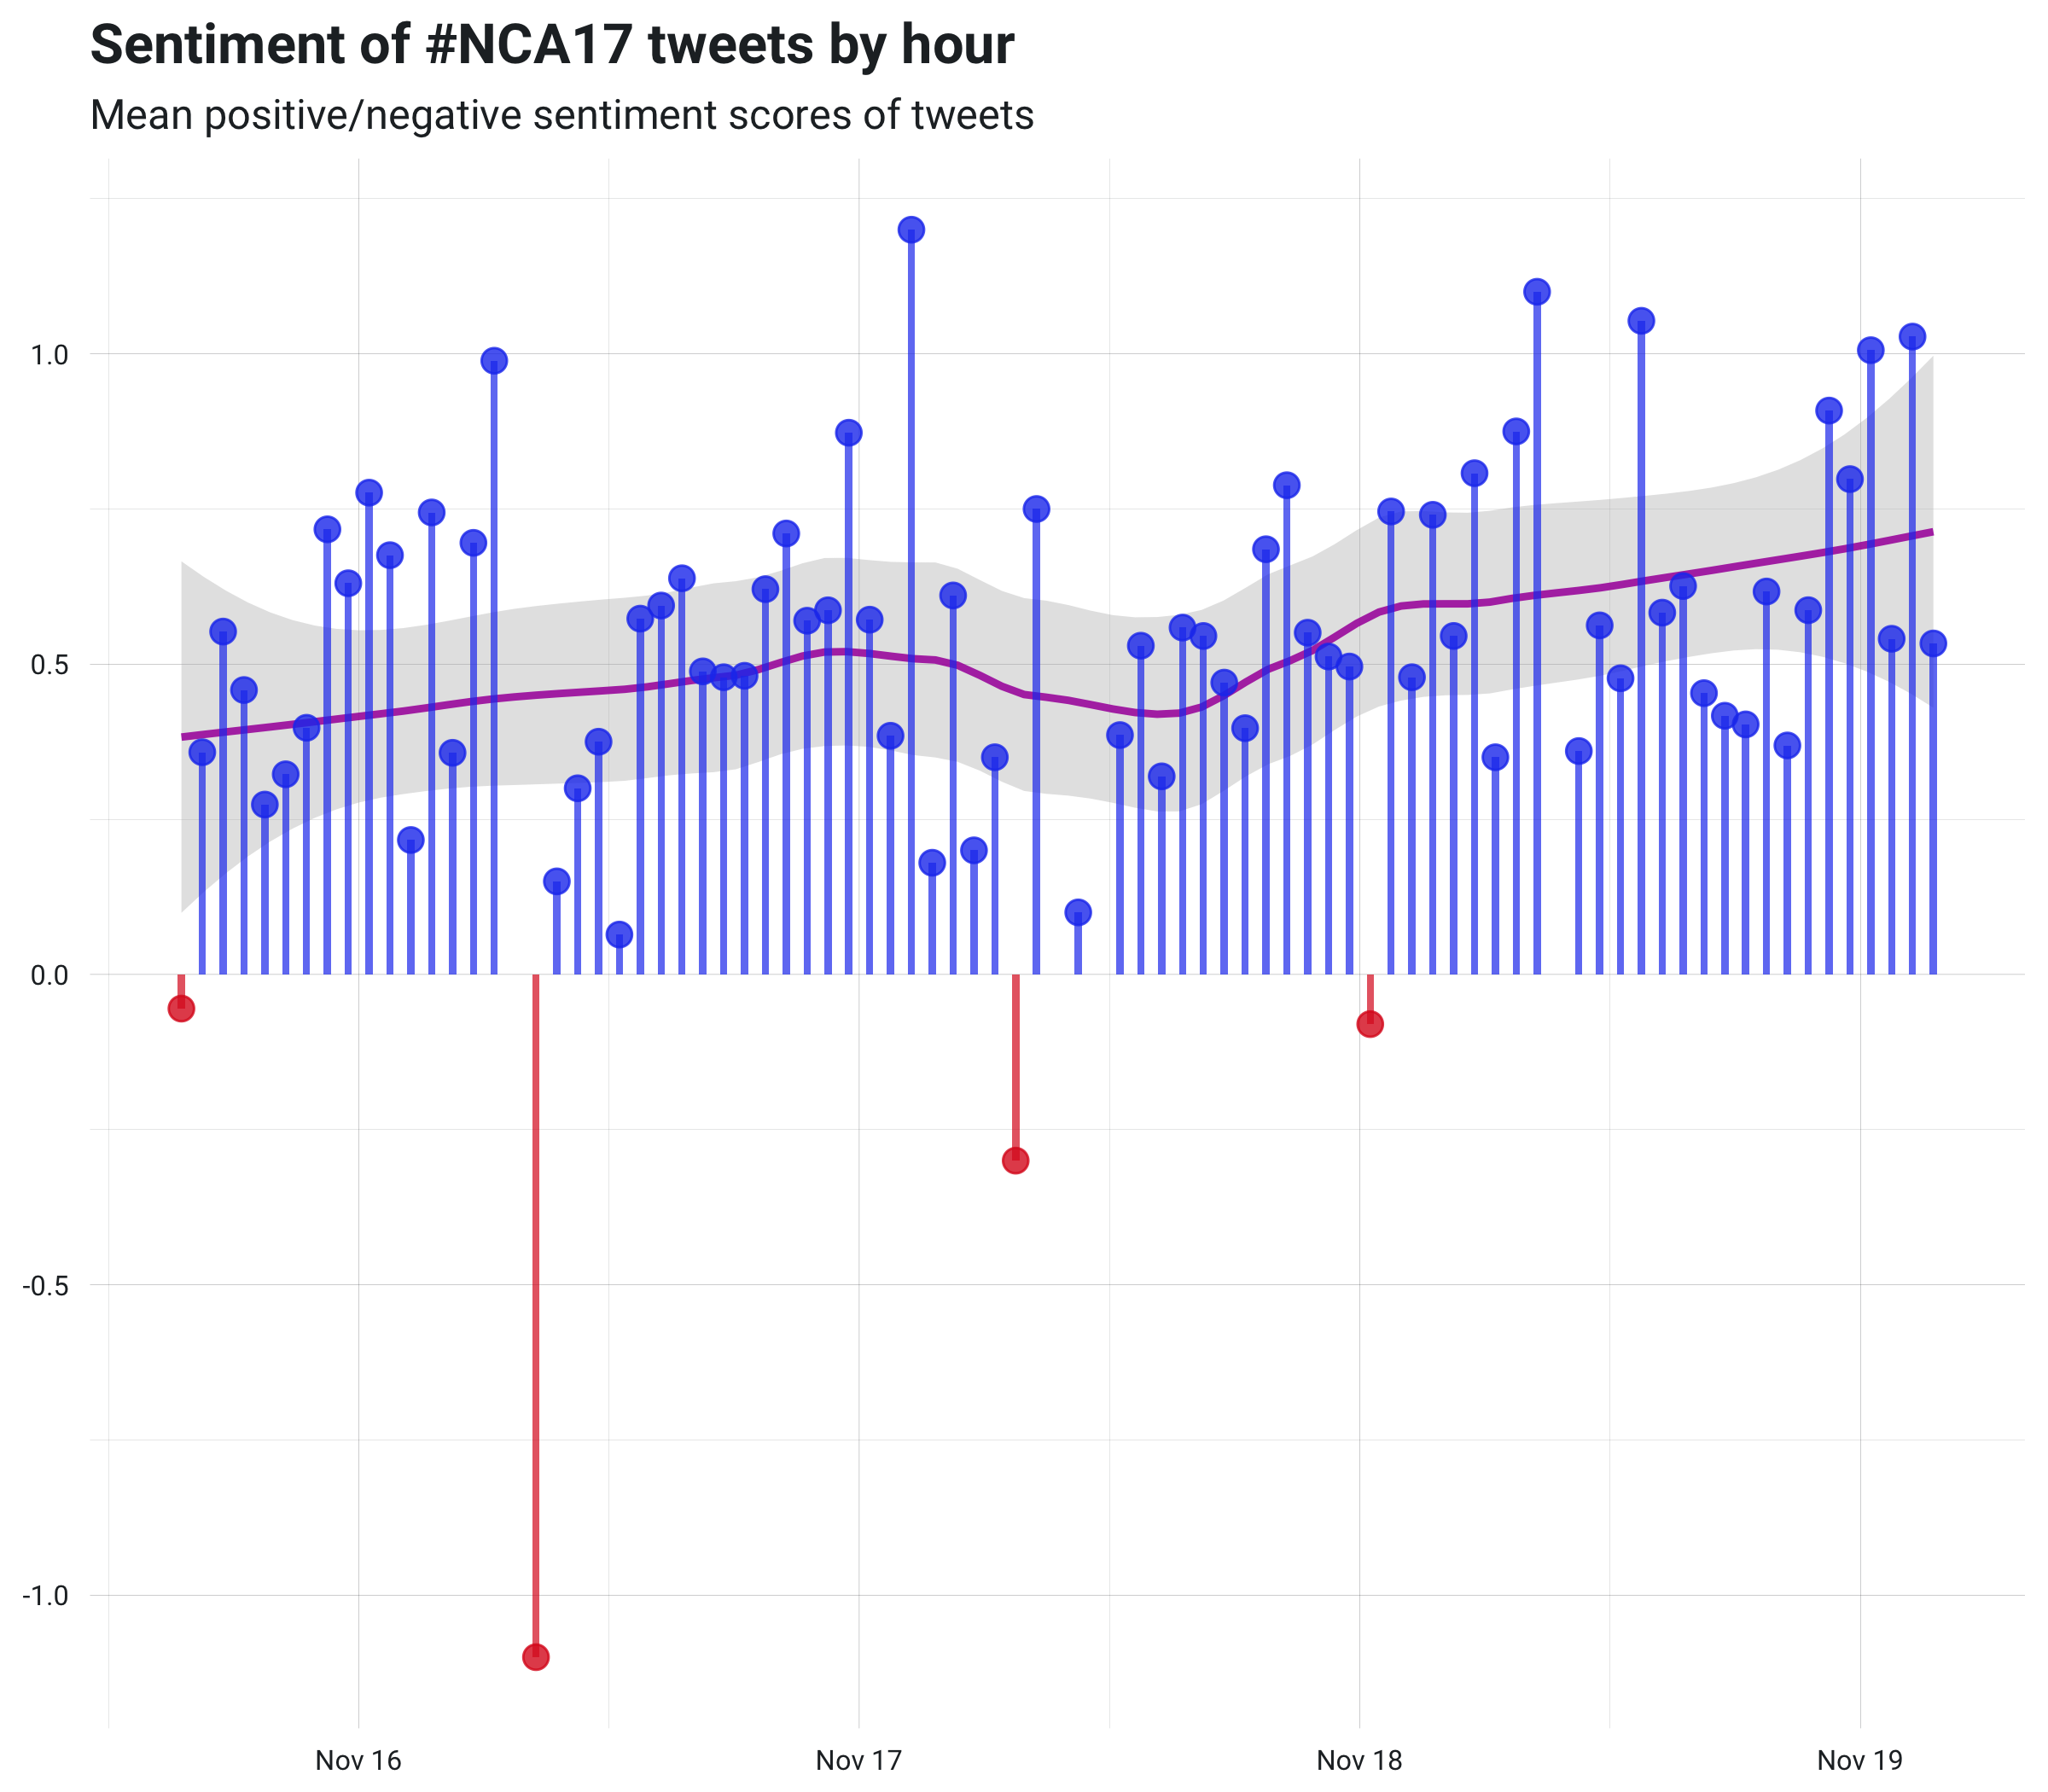 Sentiment of #NCA17 tweets by hour
Mean positive/negative sentiment scores of tweets
1.0
0.5
0.0
-0.5
-1.0
Nov 16 Nov 17 Nov 18 Nov 19